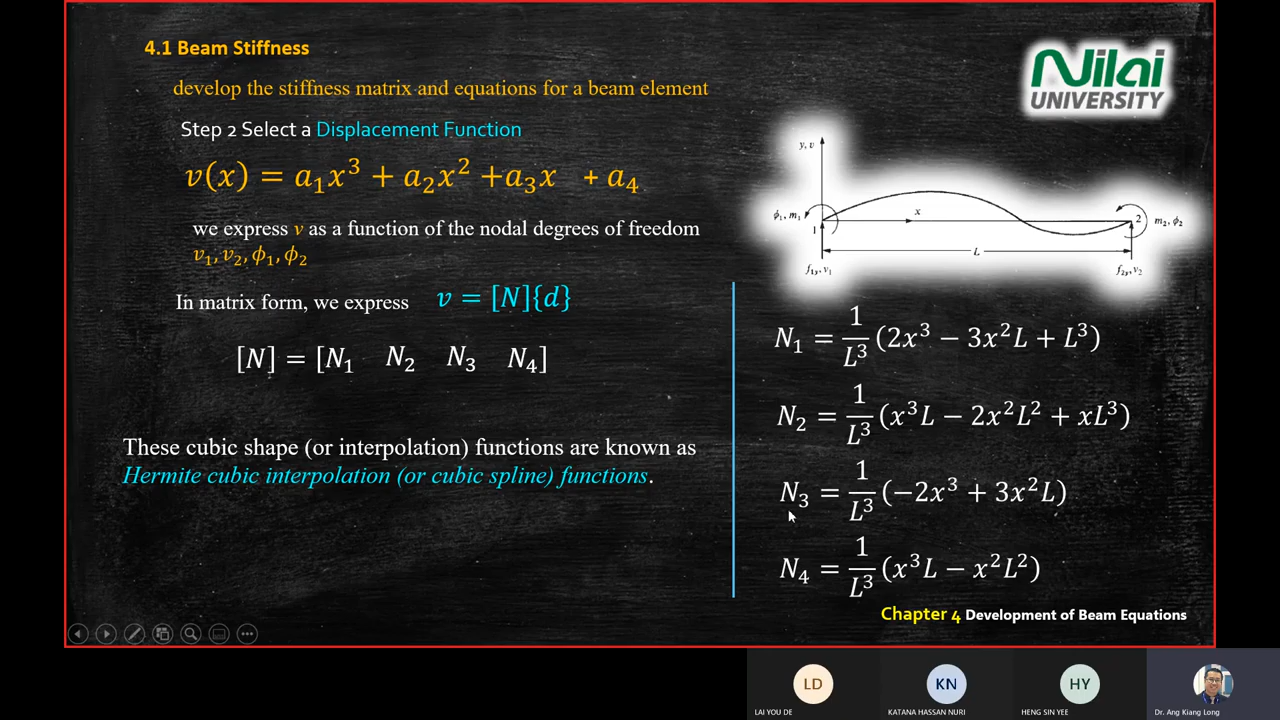 4.1 Beam Stiffness
develop the stiffness matrix and equations for a beam element
Step 2 Select a Displacement Function
v(x) = a₁x³ + a₂x² + a₃x + a₄
we express v as a function of the nodal degrees of freedom
v₁, v₂, ϕ₁, ϕ₂
In matrix form, we express v = [N]{d}
[N] = [N₁ N₂ N₃ N₄]
These cubic shape (or interpolation) functions are known as
Hermite cubic interpolation (or cubic spline) functions.
Nilai
UNIVERSITY
y, v
ϕ₁, m₁
x
2
m₂, ϕ₂
1
L
f₁y, v₁
f₂y, v₂
N₁ = 1/L³ (2x³ − 3x²L + L³)
N₂ = 1/L³ (x³L − 2x²L² + xL³)
N₃ = 1/L³ (−2x³ + 3x²L)
N₄ = 1/L³ (x³L − x²L²)
Chapter 4 Development of Beam Equations
LD
KN
HY
LAI YOU DE
KATANA HASSAN NURI
HENG SIN YEE
Dr. Ang Kiang Long